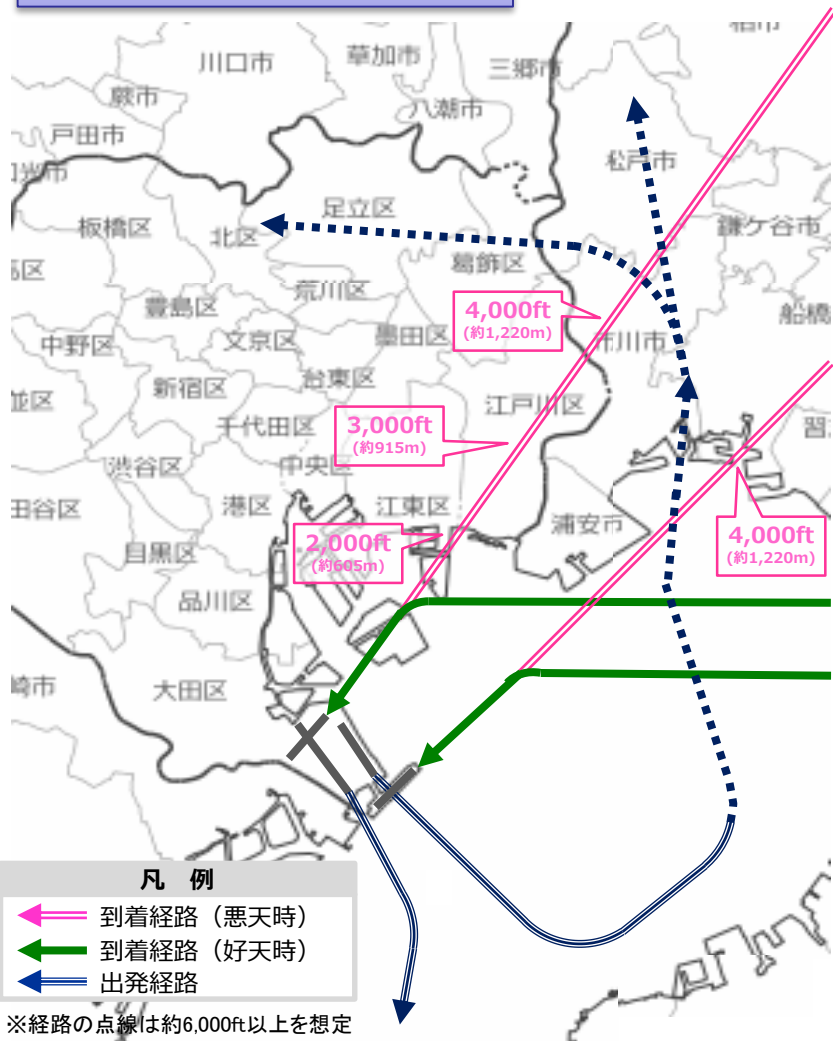 川口市
草加市
三郷市
蕨市
八潮市
戸田市
松戸市
足立区
板橋区
北区
鎌ケ谷市
葛飾区
荒川区
豊島区
4,000ft
(約1,220m)
船橋
中野区
文京区
墨田区
市川市
台東区
新宿区
並区
江戸川区
3,000ft
(約915m)
千代田区
習
渋谷区
中央区
田谷区
港区
江東区
浦安市
2,000ft
(約605m)
4,000ft
(約1,220m)
目黒区
品川区
崎市
大田区
凡 例
到着経路（悪天時）
到着経路（好天時）
出発経路
※経路の点線は約6,000ft以上を想定